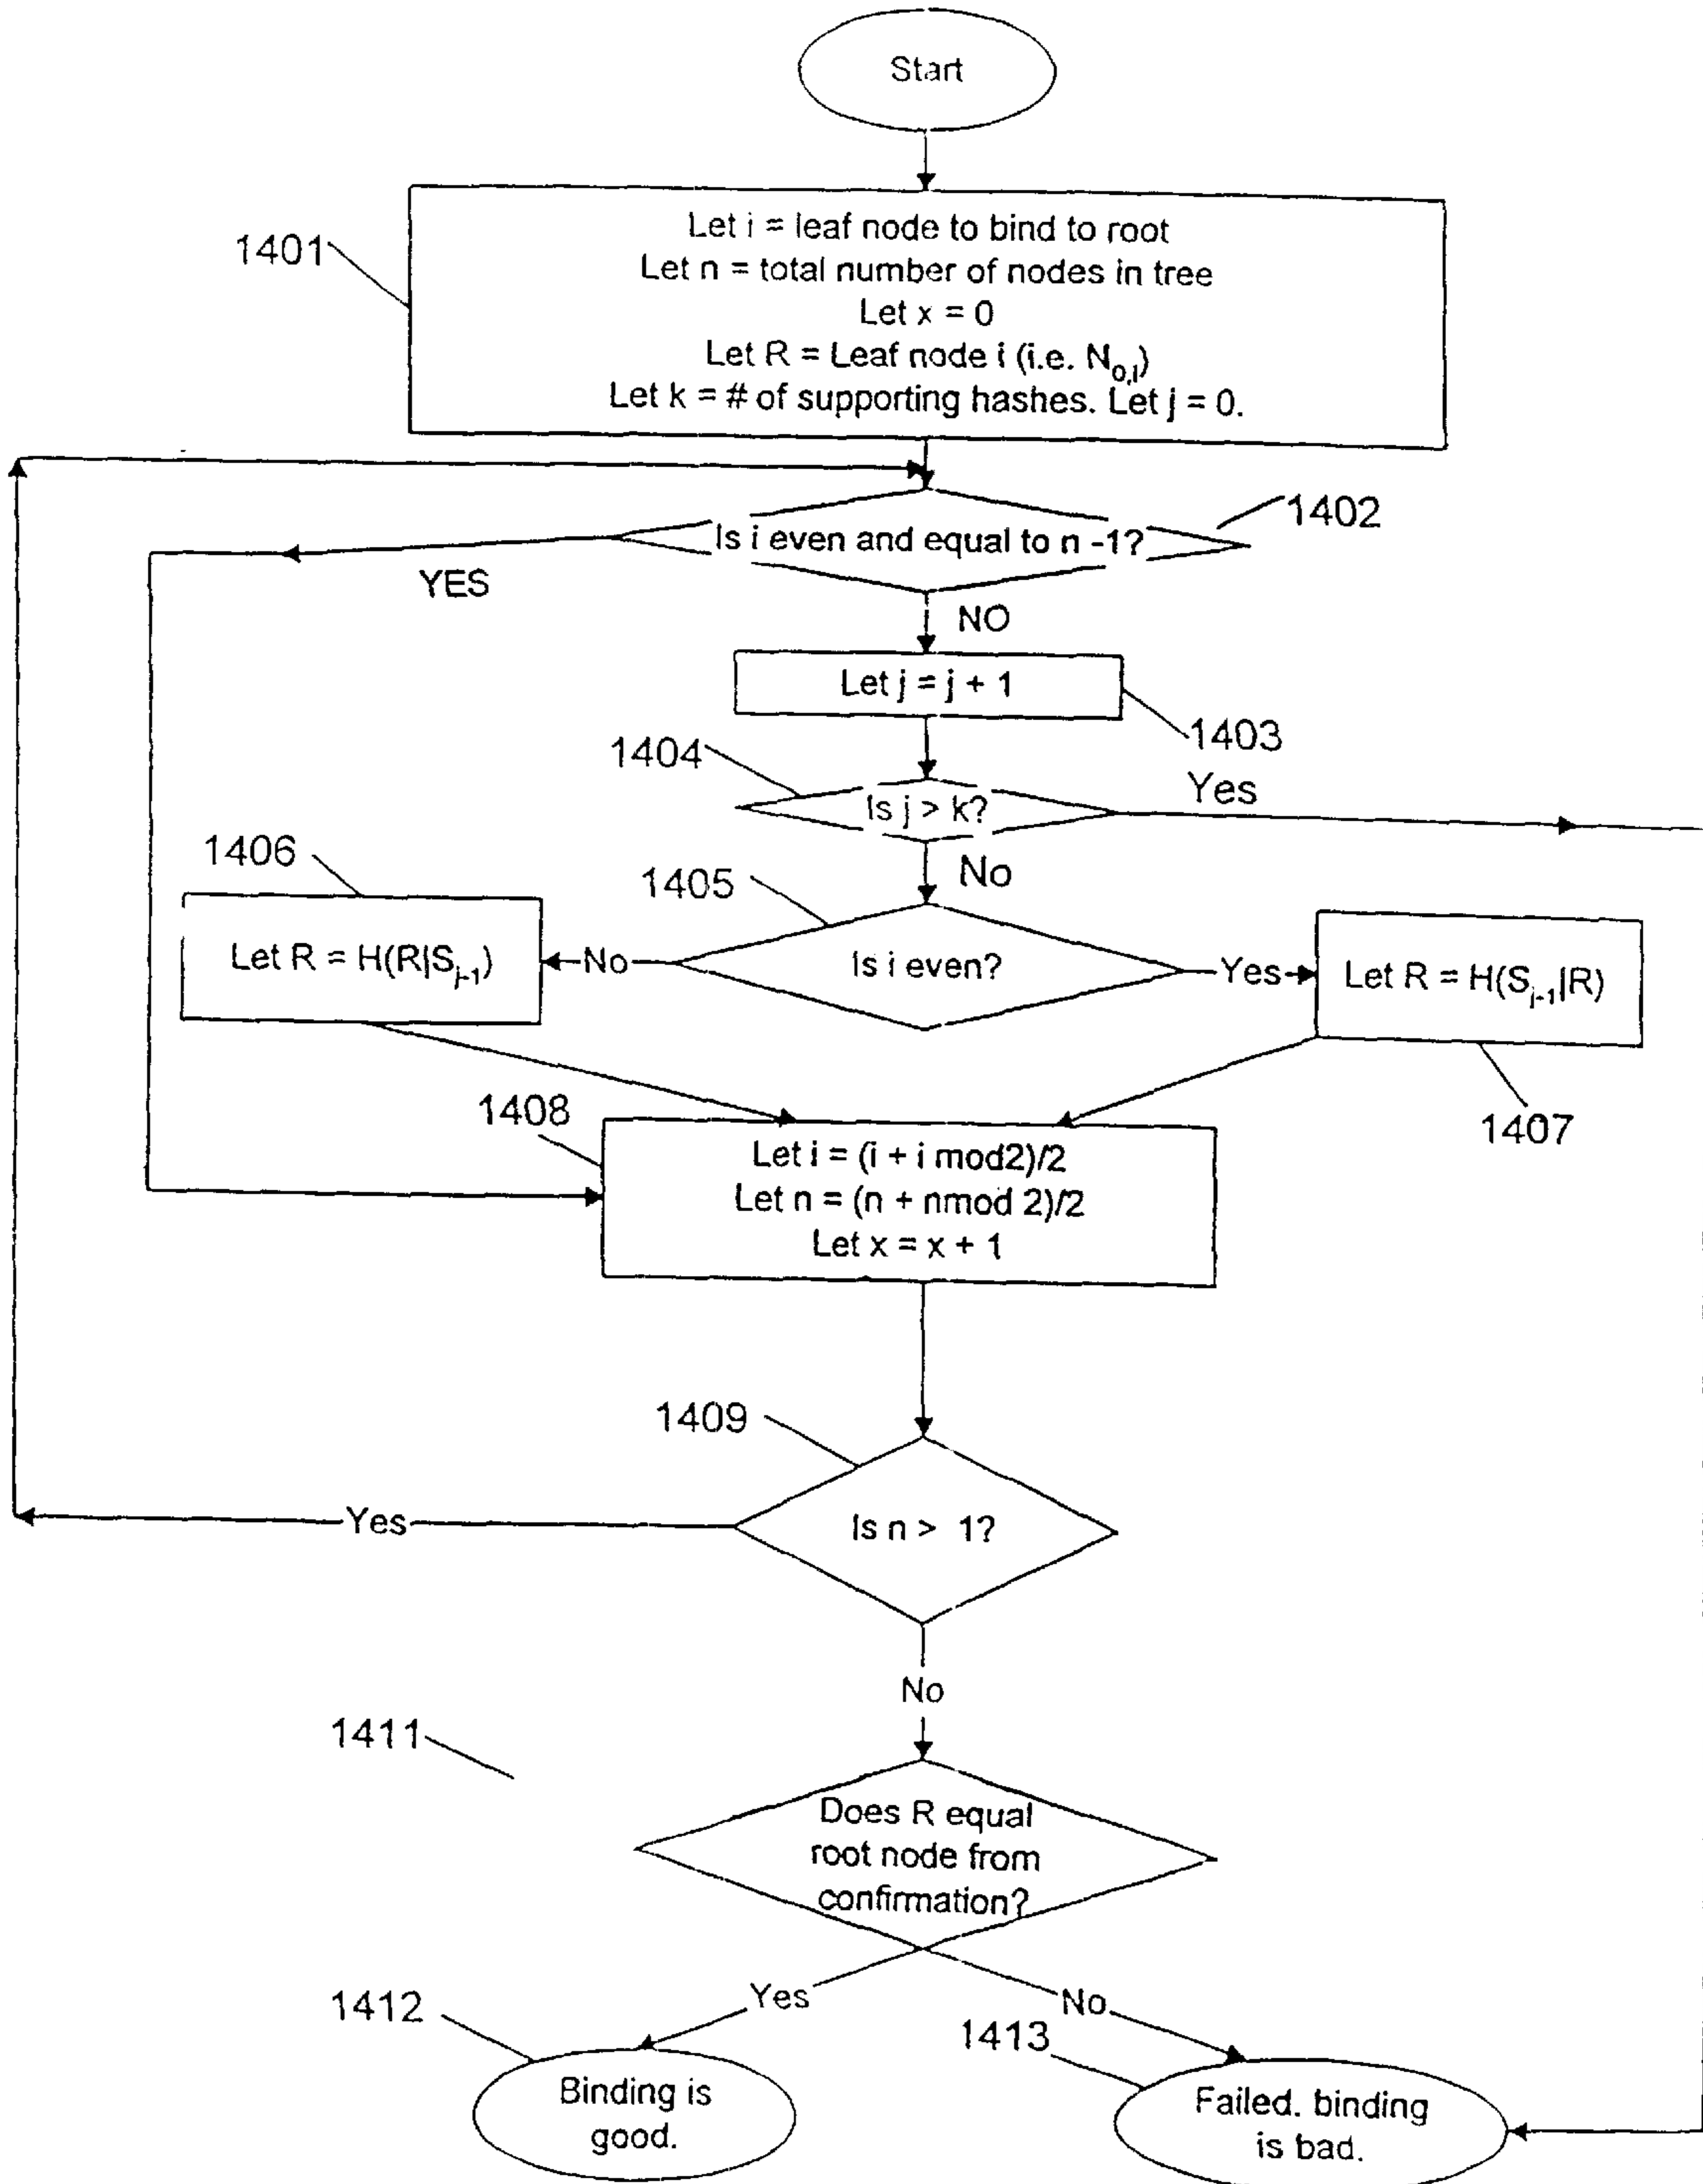 Start
1401
Let i = leaf node to bind to root
Let n = total number of nodes in tree
Let x = 0
Let R = Leaf node i (i.e. N₀,ᵢ)
Let k = # of supporting hashes. Let j = 0.
1402
Is i even and equal to n -1?
YES
NO
Let j = j + 1
1403
1404
Is j > k?
Yes
No
1406
1405
Let R = H(R|Sⱼ₋₁)
No
Is i even?
Yes
Let R = H(Sⱼ₋₁|R)
1407
1408
Let i = (i + i mod2)/2
Let n = (n + nmod 2)/2
Let x = x + 1
1409
Yes
Is n > 1?
No
1411
Does R equal
root node from
confirmation?
Yes
No
1412
1413
Binding is
good.
Failed. binding
is bad.